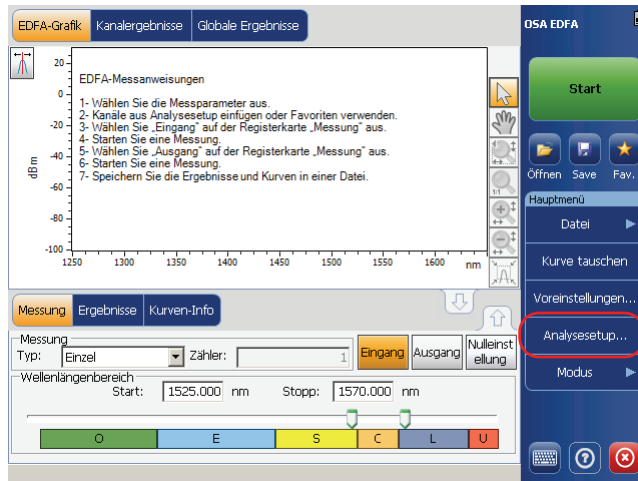 EDFA-Grafik Kanalergebnisse Globale Ergebnisse
OSA EDFA
20
0
-20
-40
-60
-80
-100
dBm
EDFA-Messanweisungen
1- Wählen Sie die Messparameter aus.
2- Kanäle aus Analysesetup einfügen oder Favoriten verwenden.
3- Wählen Sie „Eingang" auf der Registerkarte „Messung" aus.
4- Starten Sie eine Messung.
5- Wählen Sie „Ausgang" auf der Registerkarte „Messung" aus.
6- Starten Sie eine Messung.
7- Speichern Sie die Ergebnisse und Kurven in einer Datei.
1250 1300 1350 1400 1450 1500 1550 1600 nm
1:1
Messung Ergebnisse Kurven-Info
Messung
Typ: Einzel Zähler: 1 Eingang Ausgang Nulleinst
ellung
Wellenlängenbereich
Start: 1525.000 nm Stopp: 1570.000 nm
O E S C L U
Start
Öffnen Save Fav.
Hauptmenü
Datei
Kurve tauschen
Voreinstellungen...
Analysesetup...
Modus